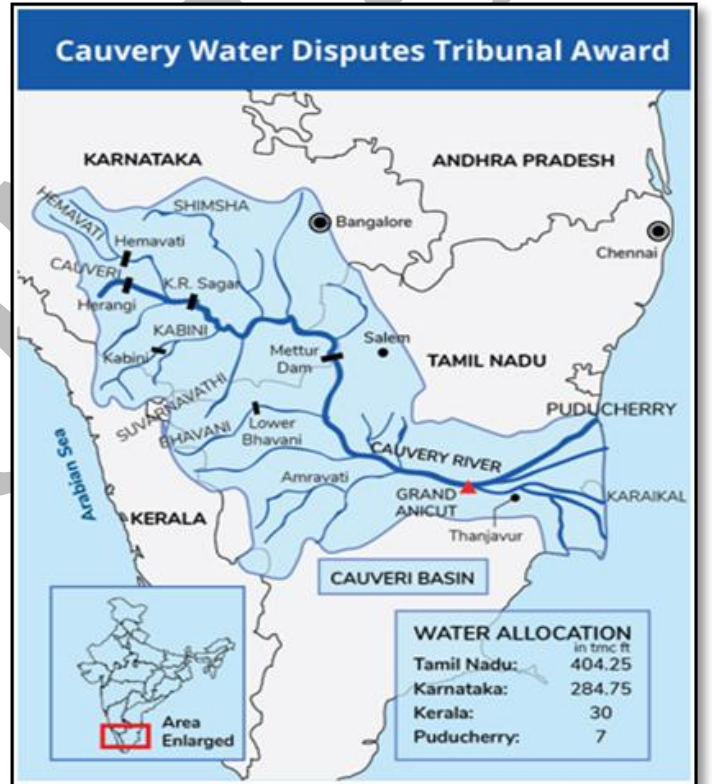 Cauvery Water Disputes Tribunal Award
KARNATAKA
ANDHRA PRADESH
HEMAVATI
SHIMSHA
Bangalore
Hemavati
Chennai
CAUVERI
K.R. Sagar
Herangi
KABINI
Kabini
Mettur
Dam
Salem
TAMIL NADU
SUVARNAVATHI
PUDUCHERRY
BHAVANI
Lower
Bhavani
CAUVERY RIVER
Arabian Sea
Amravati
GRAND
ANICUT
KARAIKAL
KERALA
Thanjavur
CAUVERI BASIN
WATER ALLOCATION
in tmc ft
Tamil Nadu: 404.25
Karnataka: 284.75
Kerala: 30
Puducherry: 7
Area
Enlarged